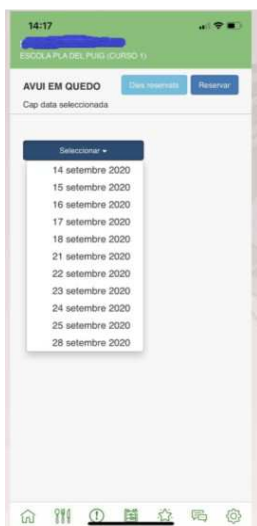 14:17
ESCOLA PLA DEL PUIG (CURSO 1)
AVUI EM QUEDO
Dies reservats
Reservar
Cap data seleccionada
Seleccionar
14 setembre 2020
15 setembre 2020
16 setembre 2020
17 setembre 2020
18 setembre 2020
21 setembre 2020
22 setembre 2020
23 setembre 2020
24 setembre 2020
25 setembre 2020
28 setembre 2020